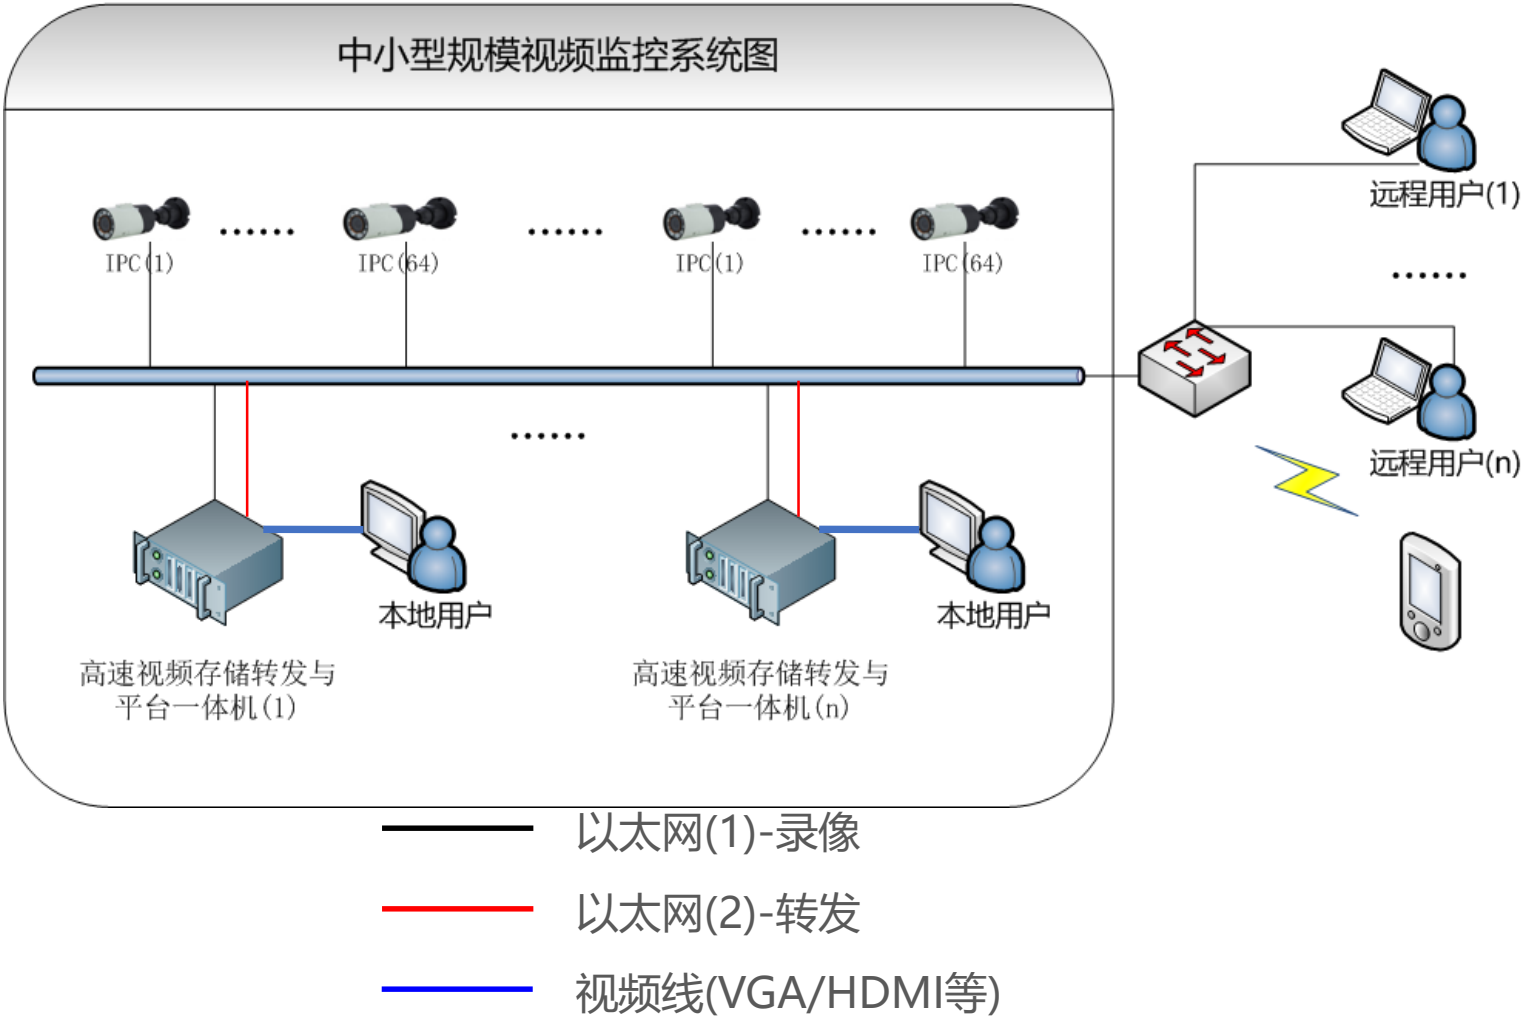 中小型规模视频监控系统图
远程用户(1)
IPC(1)
IPC(64)
IPC(1)
IPC(64)
远程用户(n)
本地用户
本地用户
高速视频存储转发与
平台一体机(1)
高速视频存储转发与
平台一体机(n)
以太网(1)-录像
以太网(2)-转发
视频线(VGA/HDMI等)